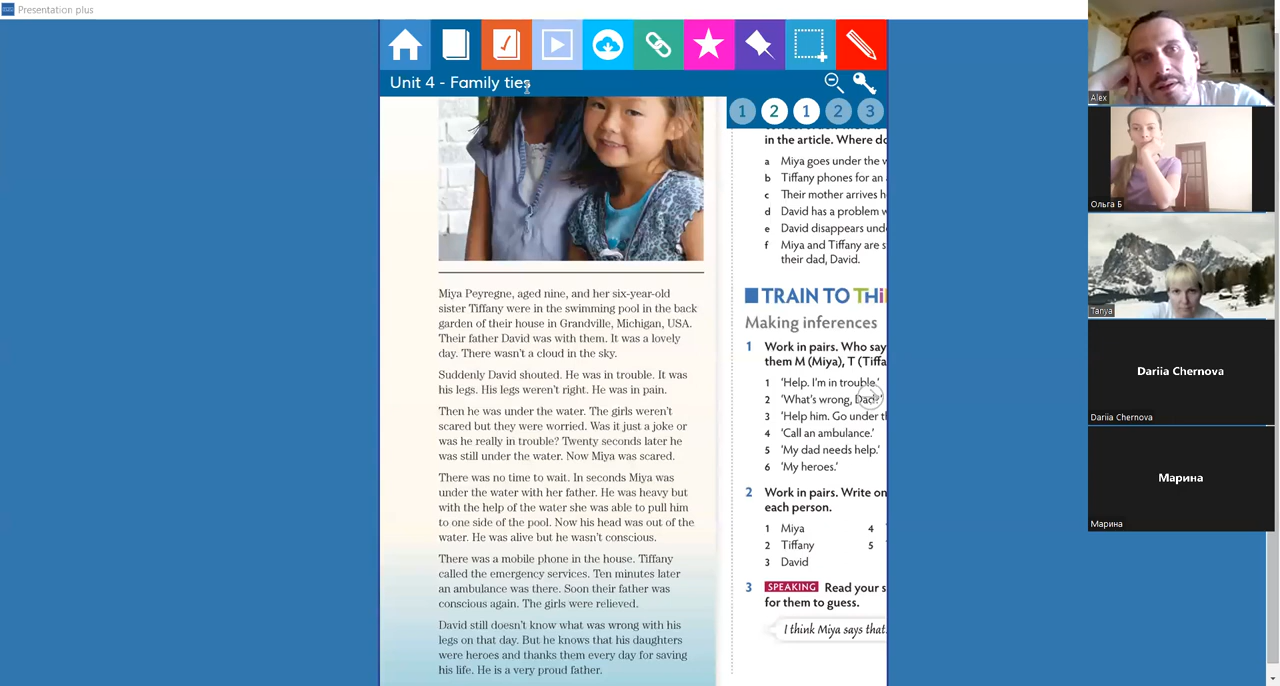 Presentation plus
Unit 4 - Family ties
1 2 1 2 3
Miya Peyregne, aged nine, and her six-year-old
sister Tiffany were in the swimming pool in the back
garden of their house in Grandville, Michigan, USA.
Their father David was with them. It was a lovely
day. There wasn't a cloud in the sky.
Suddenly David shouted. He was in trouble. It was
his legs. His legs weren't right. He was in pain.
Then he was under the water. The girls weren't
scared but they were worried. Was it just a joke or
was he really in trouble? Twenty seconds later he
was still under the water. Now Miya was scared.
There was no time to wait. In seconds Miya was
under the water with her father. He was heavy but
with the help of the water she was able to pull him
to one side of the pool. Now his head was out of the
water. He was alive but he wasn't conscious.
There was a mobile phone in the house. Tiffany
called the emergency services. Ten minutes later
an ambulance was there. Soon their father was
conscious again. The girls were relieved.
David still doesn't know what was wrong with his
legs on that day. But he knows that his daughters
were heroes and thanks them every day for saving
his life. He is a very proud father.
in the article. Where do
a Miya goes under the w
b Tiffany phones for an
c Their mother arrives h
d David has a problem w
e David disappears und
f Miya and Tiffany are s
their dad, David.
TRAIN TO THI
Making inferences
1 Work in pairs. Who say
them M (Miya), T (Tiffa
1 'Help. I'm in trouble.'
2 'What's wrong, Dad?'
3 'Help him. Go under th
4 'Call an ambulance.'
5 'My dad needs help.'
6 'My heroes.'
2 Work in pairs. Write on
each person.
1 Miya 4
2 Tiffany 5
3 David
3 SPEAKING Read your s
for them to guess.
I think Miya says that
Alex
Ольга Б
Tanya
Dariia Chernova
Dariia Chernova
Марина
Марина